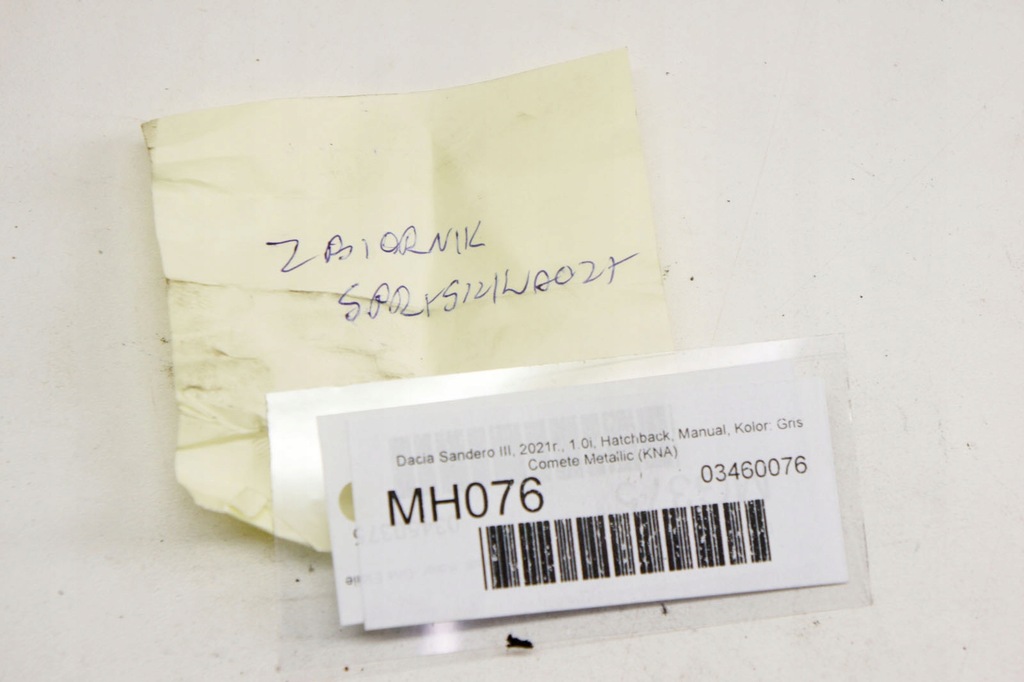 ZBIORNIK
SPRYSKIWACZY
Dacia Sandero III, 2021r., 1.0i, Hatchback, Manual, Kolor: Gris
Comete Metallic (KNA)
MH076
03460076